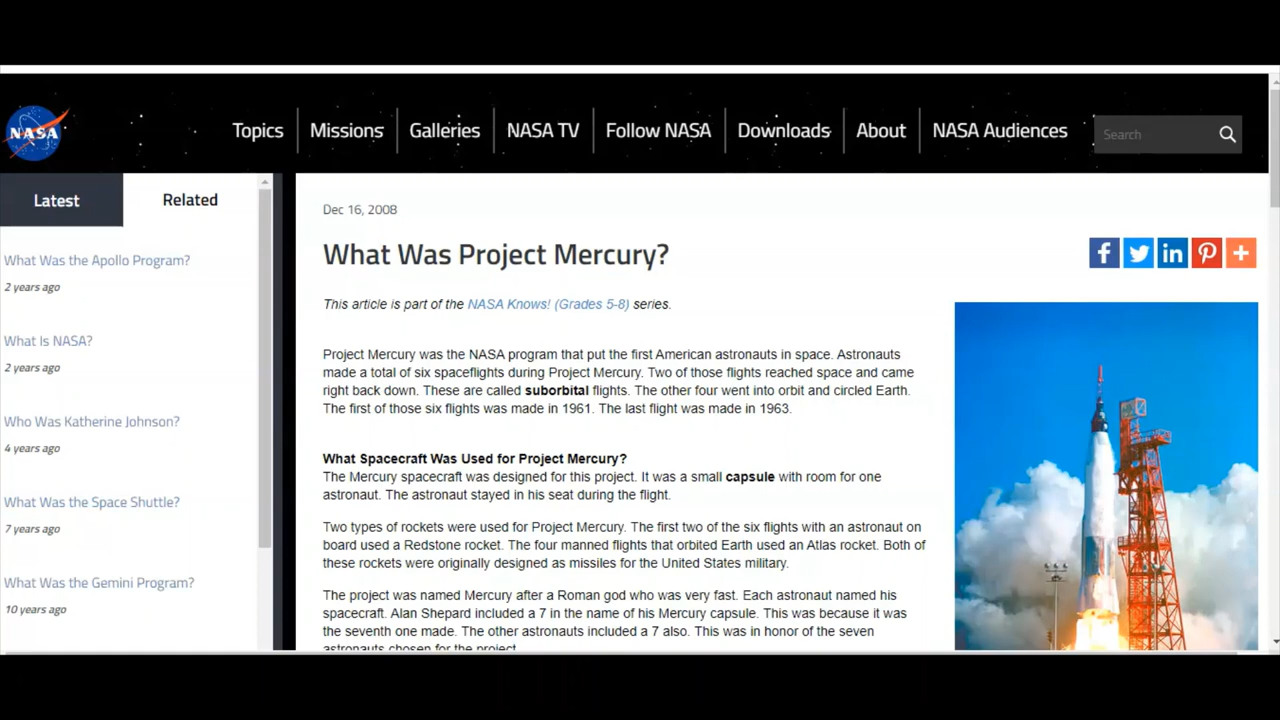 NASA
Topics
Missions
Galleries
NASA TV
Follow NASA
Downloads
About
NASA Audiences
Search
Latest
Related
What Was the Apollo Program?
2 years ago
What Is NASA?
2 years ago
Who Was Katherine Johnson?
4 years ago
What Was the Space Shuttle?
7 years ago
What Was the Gemini Program?
10 years ago
Dec 16, 2008
What Was Project Mercury?
This article is part of the NASA Knows! (Grades 5-8) series.
Project Mercury was the NASA program that put the first American astronauts in space. Astronauts
made a total of six spaceflights during Project Mercury. Two of those flights reached space and came
right back down. These are called suborbital flights. The other four went into orbit and circled Earth.
The first of those six flights was made in 1961. The last flight was made in 1963.
What Spacecraft Was Used for Project Mercury?
The Mercury spacecraft was designed for this project. It was a small capsule with room for one
astronaut. The astronaut stayed in his seat during the flight.
Two types of rockets were used for Project Mercury. The first two of the six flights with an astronaut on
board used a Redstone rocket. The four manned flights that orbited Earth used an Atlas rocket. Both of
these rockets were originally designed as missiles for the United States military.
The project was named Mercury after a Roman god who was very fast. Each astronaut named his
spacecraft. Alan Shepard included a 7 in the name of his Mercury capsule. This was because it was
the seventh one made. The other astronauts included a 7 also. This was in honor of the seven
astronauts chosen for the project.